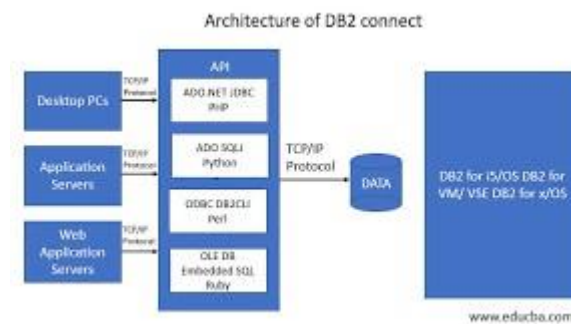 Architecture of DB2 connect
API
TCP/IP
Protocol
Desktop PCs
ADO.NET JDBC
PHP
TCP/IP
Protocol
Application
Servers
ADO SQLJ
Python
TCP/IP
Protocol
DATA
DB2 for i5/OS DB2 for
VM/ VSE DB2 for x/OS
ODBC DB2CLI
Perl
TCP/IP
Protocol
Web
Application
Servers
OLE DB
Embedded SQL
Ruby
www.educba.com